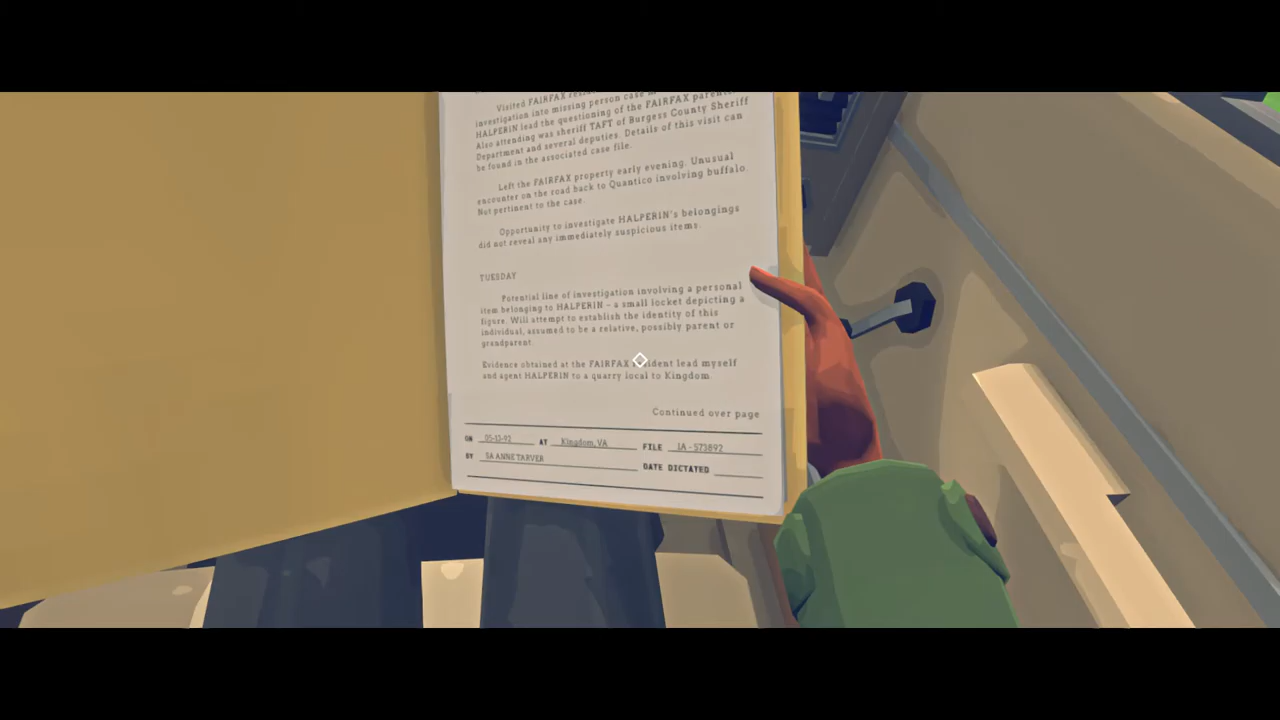 Visited FAIRFAX
investigation into missing person case
HALPERIN lead the questioning of the FAIRFAX
Also attending was sheriff TAFT of Burgess County Sheriff
Department and several deputies. Details of this visit can
be found in the associated case file.
Left the FAIRFAX property early evening. Unusual
encounter on the road back to Quantico involving buffalo.
Not pertinent to the case.
Opportunity to investigate HALPERIN's belongings
did not reveal any immediately suspicious items.
TUESDAY
Potential line of investigation involving a personal
item belonging to HALPERIN - a small locket depicting a
figure. Will attempt to establish the identity of this
individual, assumed to be a relative, possibly parent or
grandparent.
Evidence obtained at the FAIRFAX lead myself
and agent HALPERIN to a quarry local to Kingdom.
Continued over page
ON 05-12-92 AT Kingdom, VA FILE 1A - 573892
BY SA ANNE TARVER DATE DICTATED